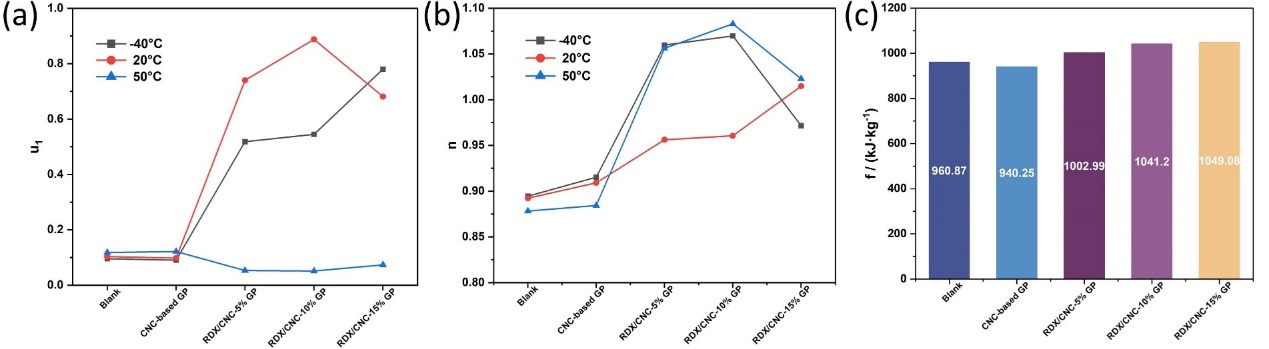 (a)
1.0
0.8
0.6
0.4
0.2
0.0
u1
-40°C
20°C
50°C
Blank
CNC-based GP
RDX/CNC-5% GP
RDX/CNC-10% GP
RDX/CNC-15% GP
(b)
1.10
1.05
1.00
0.95
0.90
0.85
0.80
n
-40°C
20°C
50°C
Blank
CNC-based GP
RDX/CNC-5% GP
RDX/CNC-10% GP
RDX/CNC-15% GP
(c)
1200
1000
800
600
400
200
0
f / (kJ·kg-1)
960.87
940.25
1002.99
1041.2
1049.08
Blank
CNC-based GP
RDX/CNC-5% GP
RDX/CNC-10% GP
RDX/CNC-15% GP